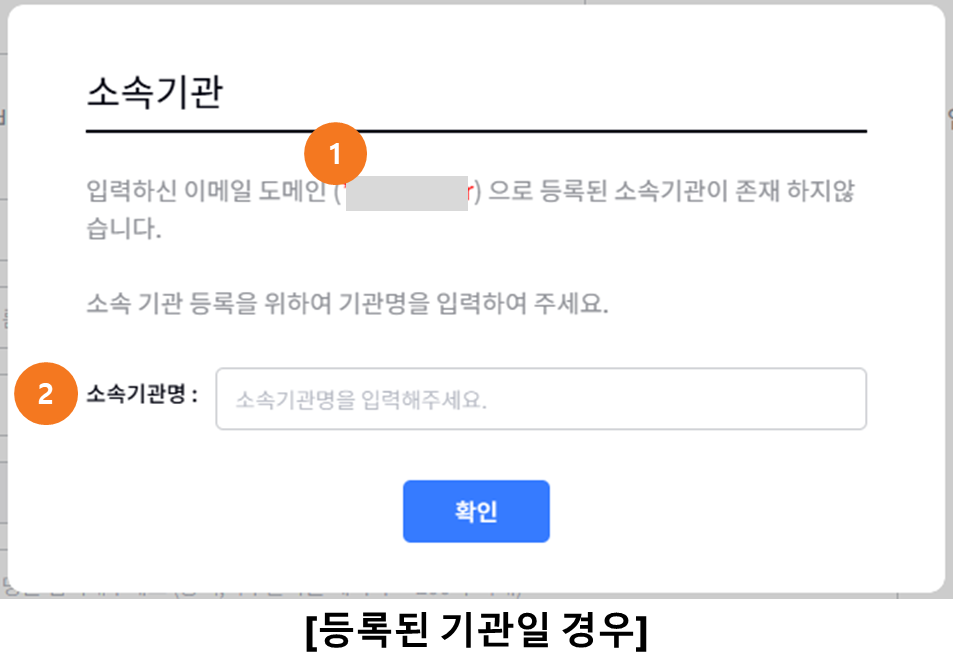 소속기관
1
입력하신 이메일 도메인 ( r) 으로 등록된 소속기관이 존재 하지않
습니다.
소속 기관 등록을 위하여 기관명을 입력하여 주세요.
2
소속기관명 :
소속기관명을 입력해주세요.
확인
[등록된 기관일 경우]